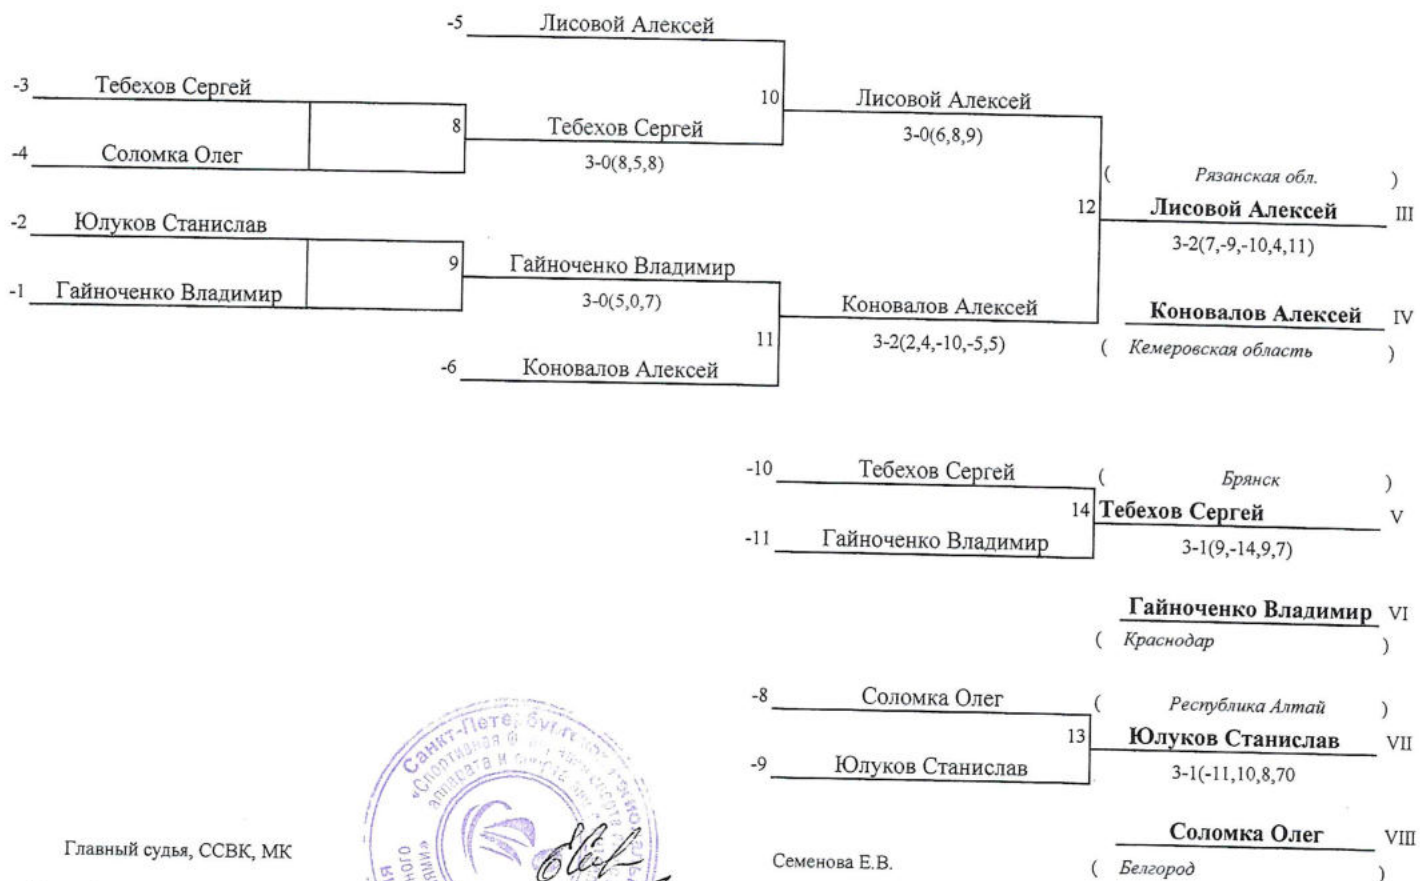 -5 Лисовой Алексей
-3 Тебехов Сергей
10 Лисовой Алексей
8 Тебехов Сергей
3-0(6,8,9)
-4 Соломка Олег
3-0(8,5,8)
( Рязанская обл. )
12 Лисовой Алексей III
-2 Юлуков Станислав
3-2(7,-9,-10,4,11)
9 Гайноченко Владимир
-1 Гайноченко Владимир
3-0(5,0,7)
Коновалов Алексей
Коновалов Алексей IV
11
3-2(2,4,-10,-5,5)
( Кемеровская область )
-6 Коновалов Алексей
-10 Тебехов Сергей
( Брянск )
14 Тебехов Сергей V
-11 Гайноченко Владимир
3-1(9,-14,9,7)
Гайноченко Владимир VI
( Краснодар )
-8 Соломка Олег
( Республика Алтай )
13 Юлуков Станислав VII
-9 Юлуков Станислав
3-1(-11,10,8,70
Соломка Олег VIII
Главный судья, ССВК, МК
Семенова Е.В.
( Белгород )
Санкт-Петербургско
«Спортивная
аппарата и